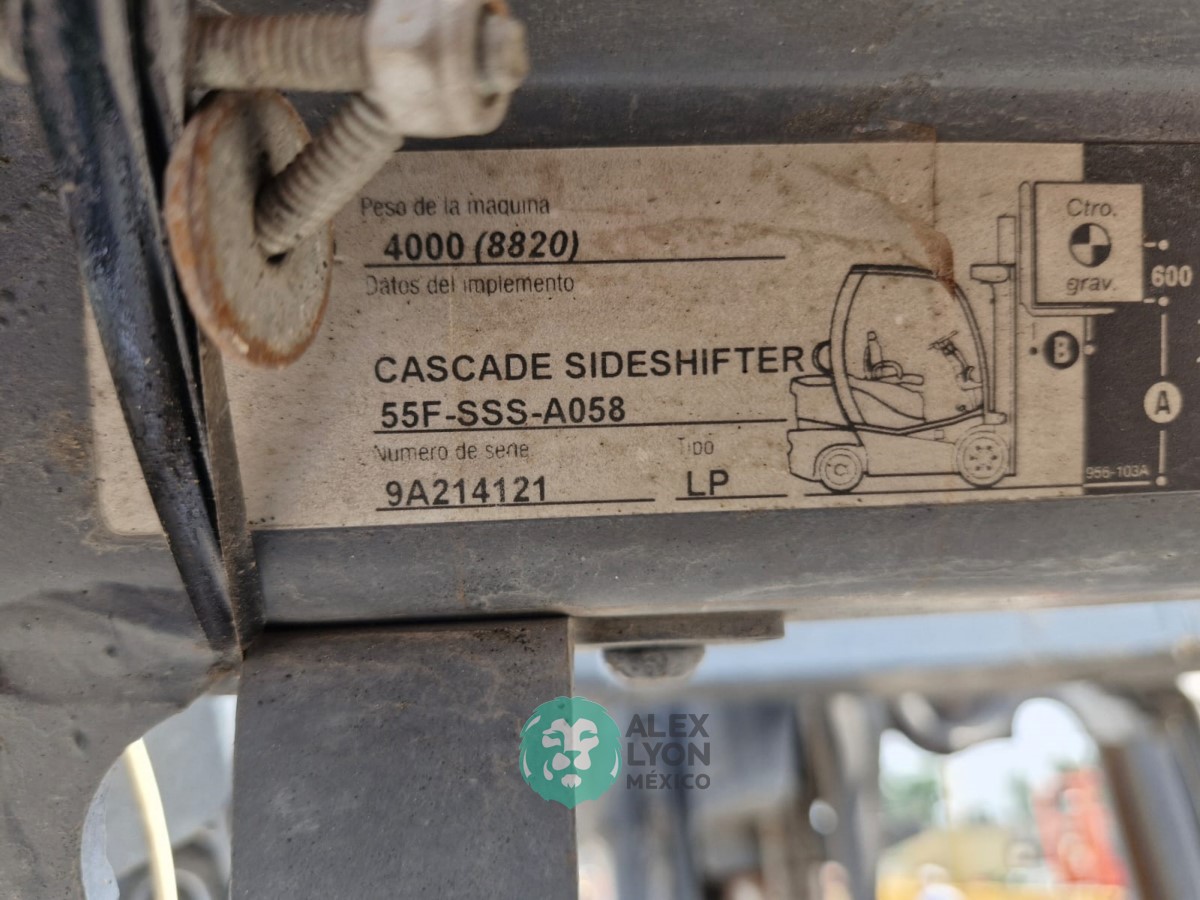 Peso de la maquina
4000 (8820)
Datos del implemento
CASCADE SIDESHIFTER
55F-SSS-A058
Numero de serie
Tipo
9A214121
LP
Ctro.
grav.
600
B
A
956-103A
ALEX
LYON
MÉXICO